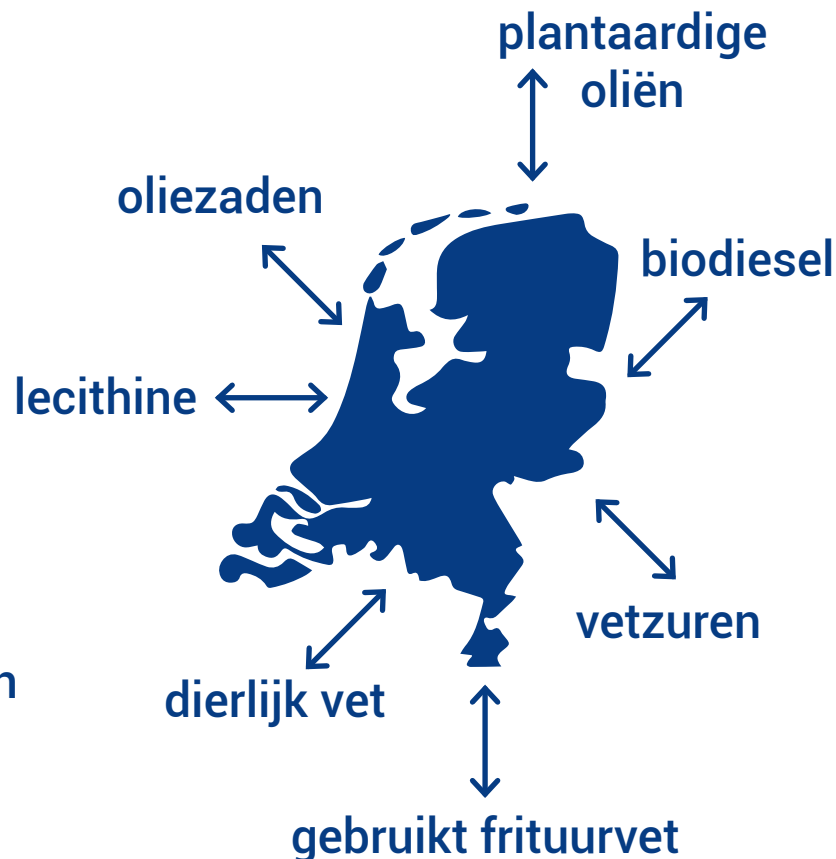 plantaardige
oliën
oliezaden
biodiesel
lecithine
vetzuren
dierlijk vet
gebruikt frituurvet